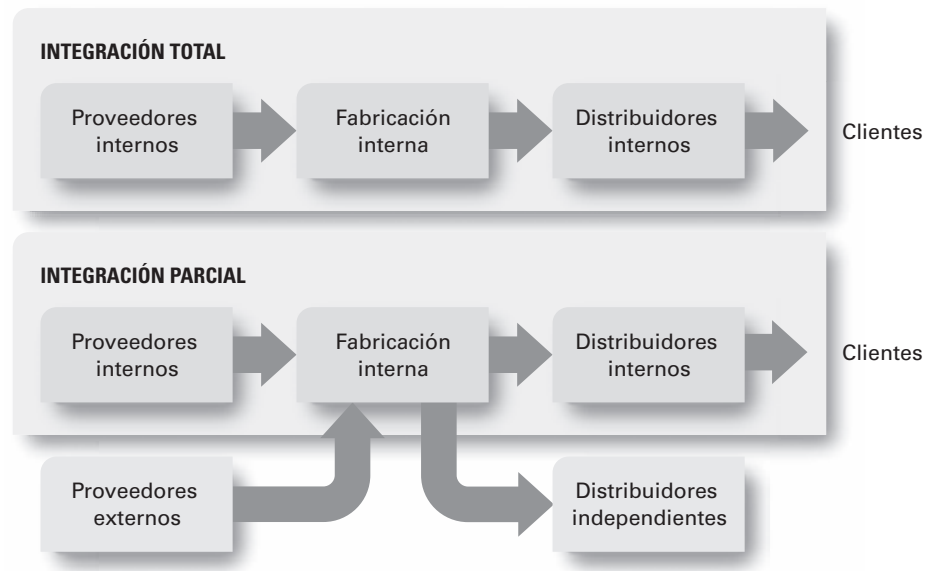 INTEGRACIÓN TOTAL
Proveedores
internos
Fabricación
interna
Distribuidores
internos
Clientes
INTEGRACIÓN PARCIAL
Proveedores
internos
Fabricación
interna
Distribuidores
internos
Clientes
Proveedores
externos
Distribuidores
independientes